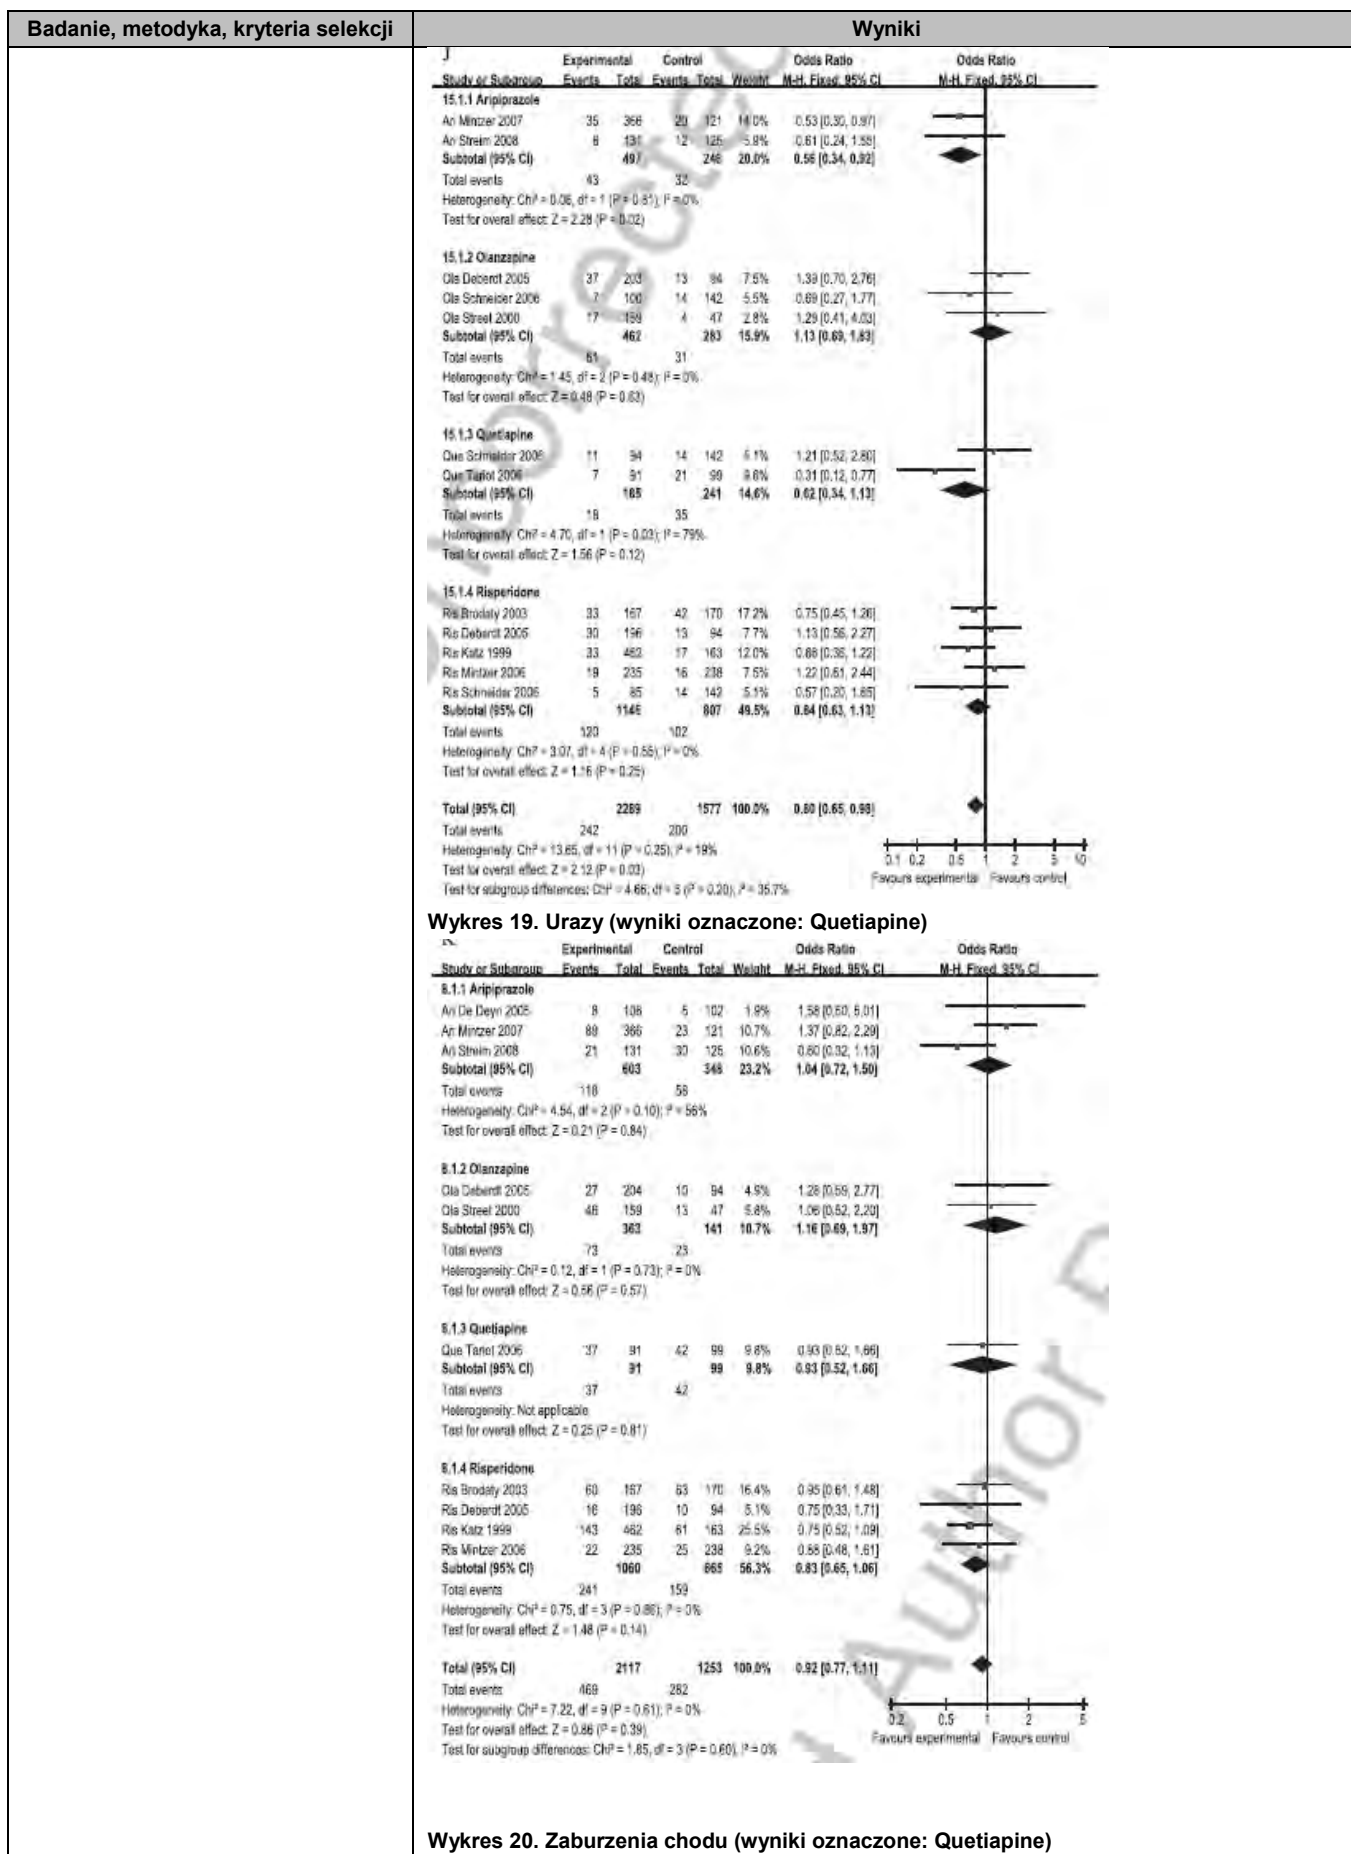 Badanie, metodyka, kryteria selekcji Wyniki
J
Experimental Control Odds Ratio Odds Ratio
Study or Subgroup Events Total Events Total Weight M-H, Fixed, 95% CI M-H, Fixed, 95% CI
15.1.1 Aripiprazole
Ari Mintzer 2007 35 366 20 121 14.0% 0.53 [0.30, 0.97]
Ari Streim 2008 8 131 12 125 5.9% 0.61 [0.24, 1.55]
Subtotal (95% CI) 497 246 20.0% 0.56 [0.34, 0.92]
Total events 43 32
Heterogeneity: Chi² = 0.06, df = 1 (P = 0.81); I² = 0%
Test for overall effect: Z = 2.28 (P = 0.02)
15.1.2 Olanzapine
Ola Deberdt 2005 37 203 13 94 7.5% 1.39 [0.70, 2.76]
Ola Schneider 2006 7 100 14 142 5.5% 0.69 [0.27, 1.77]
Ola Street 2000 17 159 4 47 2.8% 1.29 [0.41, 4.03]
Subtotal (95% CI) 462 283 15.9% 1.13 [0.69, 1.83]
Total events 61 31
Heterogeneity: Chi² = 1.45, df = 2 (P = 0.48); I² = 0%
Test for overall effect: Z = 0.48 (P = 0.63)
15.1.3 Quetiapine
Que Schneider 2006 11 94 14 142 5.1% 1.21 [0.52, 2.80]
Que Tariot 2006 7 91 21 99 9.6% 0.31 [0.12, 0.77]
Subtotal (95% CI) 185 241 14.6% 0.62 [0.34, 1.13]
Total events 18 35
Heterogeneity: Chi² = 4.70, df = 1 (P = 0.03); I² = 79%
Test for overall effect: Z = 1.56 (P = 0.12)
15.1.4 Risperidone
Ris Brodaty 2003 33 167 42 170 17.2% 0.75 [0.45, 1.26]
Ris Deberdt 2005 30 196 13 94 7.7% 1.13 [0.56, 2.27]
Ris Katz 1999 33 462 17 163 12.0% 0.66 [0.36, 1.22]
Ris Mintzer 2006 19 235 16 238 7.5% 1.22 [0.61, 2.44]
Ris Schneider 2006 5 85 14 142 5.1% 0.57 [0.20, 1.65]
Subtotal (95% CI) 1145 807 49.5% 0.84 [0.63, 1.13]
Total events 120 102
Heterogeneity: Chi² = 3.07, df = 4 (P = 0.55); I² = 0%
Test for overall effect: Z = 1.16 (P = 0.25)
Total (95% CI) 2289 1577 100.0% 0.80 [0.65, 0.98]
Total events 242 200
Heterogeneity: Chi² = 13.65, df = 11 (P = 0.25); I² = 19%
Test for overall effect: Z = 2.12 (P = 0.03)
Test for subgroup differences: Chi² = 4.66, df = 3 (P = 0.20), I² = 35.7%
0.1 0.2 0.5 1 2 5 10
Favours experimental Favours control
Wykres 19. Urazy (wyniki oznaczone: Quetiapine)
K
Experimental Control Odds Ratio Odds Ratio
Study or Subgroup Events Total Events Total Weight M-H, Fixed, 95% CI M-H, Fixed, 95% CI
8.1.1 Aripiprazole
Ari De Deyn 2005 8 106 5 102 1.9% 1.58 [0.50, 5.01]
Ari Mintzer 2007 89 366 23 121 10.7% 1.37 [0.82, 2.29]
Ari Streim 2008 21 131 30 125 10.6% 0.60 [0.32, 1.13]
Subtotal (95% CI) 603 348 23.2% 1.04 [0.72, 1.50]
Total events 118 58
Heterogeneity: Chi² = 4.54, df = 2 (P = 0.10); I² = 56%
Test for overall effect: Z = 0.21 (P = 0.84)
8.1.2 Olanzapine
Ola Deberdt 2005 27 204 10 94 4.9% 1.28 [0.59, 2.77]
Ola Street 2000 46 159 13 47 5.8% 1.06 [0.52, 2.20]
Subtotal (95% CI) 363 141 10.7% 1.16 [0.69, 1.97]
Total events 73 23
Heterogeneity: Chi² = 0.12, df = 1 (P = 0.73); I² = 0%
Test for overall effect: Z = 0.56 (P = 0.57)
8.1.3 Quetiapine
Que Tariot 2006 37 91 42 99 9.8% 0.93 [0.52, 1.66]
Subtotal (95% CI) 91 99 9.8% 0.93 [0.52, 1.66]
Total events 37 42
Heterogeneity: Not applicable
Test for overall effect: Z = 0.25 (P = 0.81)
8.1.4 Risperidone
Ris Brodaty 2003 60 167 63 170 16.4% 0.95 [0.61, 1.48]
Ris Deberdt 2005 16 196 10 94 5.1% 0.75 [0.33, 1.71]
Ris Katz 1999 143 462 61 163 25.5% 0.75 [0.52, 1.09]
Ris Mintzer 2006 22 235 25 238 9.2% 0.88 [0.48, 1.61]
Subtotal (95% CI) 1060 665 56.3% 0.83 [0.65, 1.06]
Total events 241 159
Heterogeneity: Chi² = 0.75, df = 3 (P = 0.86); I² = 0%
Test for overall effect: Z = 1.48 (P = 0.14)
Total (95% CI) 2117 1253 100.0% 0.92 [0.77, 1.11]
Total events 469 282
Heterogeneity: Chi² = 7.22, df = 9 (P = 0.61); I² = 0%
Test for overall effect: Z = 0.86 (P = 0.39)
Test for subgroup differences: Chi² = 1.85, df = 3 (P = 0.60), I² = 0%
0.2 0.5 1 2 5
Favours experimental Favours control
Wykres 20. Zaburzenia chodu (wyniki oznaczone: Quetiapine)